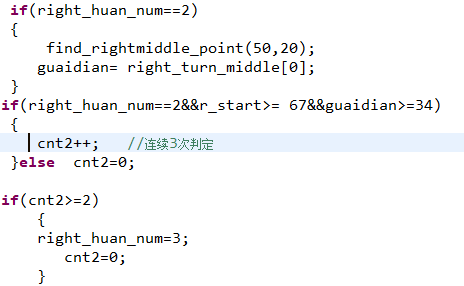 if(right_huan_num==2)
{
find_rightmiddle_point(50,20);
guaidian= right_turn_middle[0];
}
if(right_huan_num==2&&r_start>= 67&&guaidian>=34)
{
cnt2++; //连续3次判定
}else cnt2=0;
if(cnt2>=2)
{
right_huan_num=3;
cnt2=0;
}